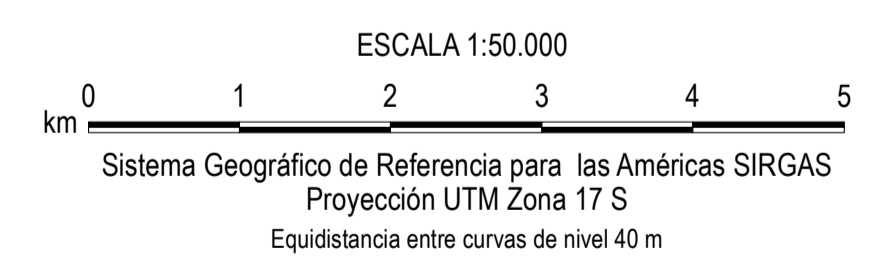 ESCALA 1:50.000
0 1 2 3 4 5
km
Sistema Geográfico de Referencia para las Américas SIRGAS
Proyección UTM Zona 17 S
Equidistancia entre curvas de nivel 40 m